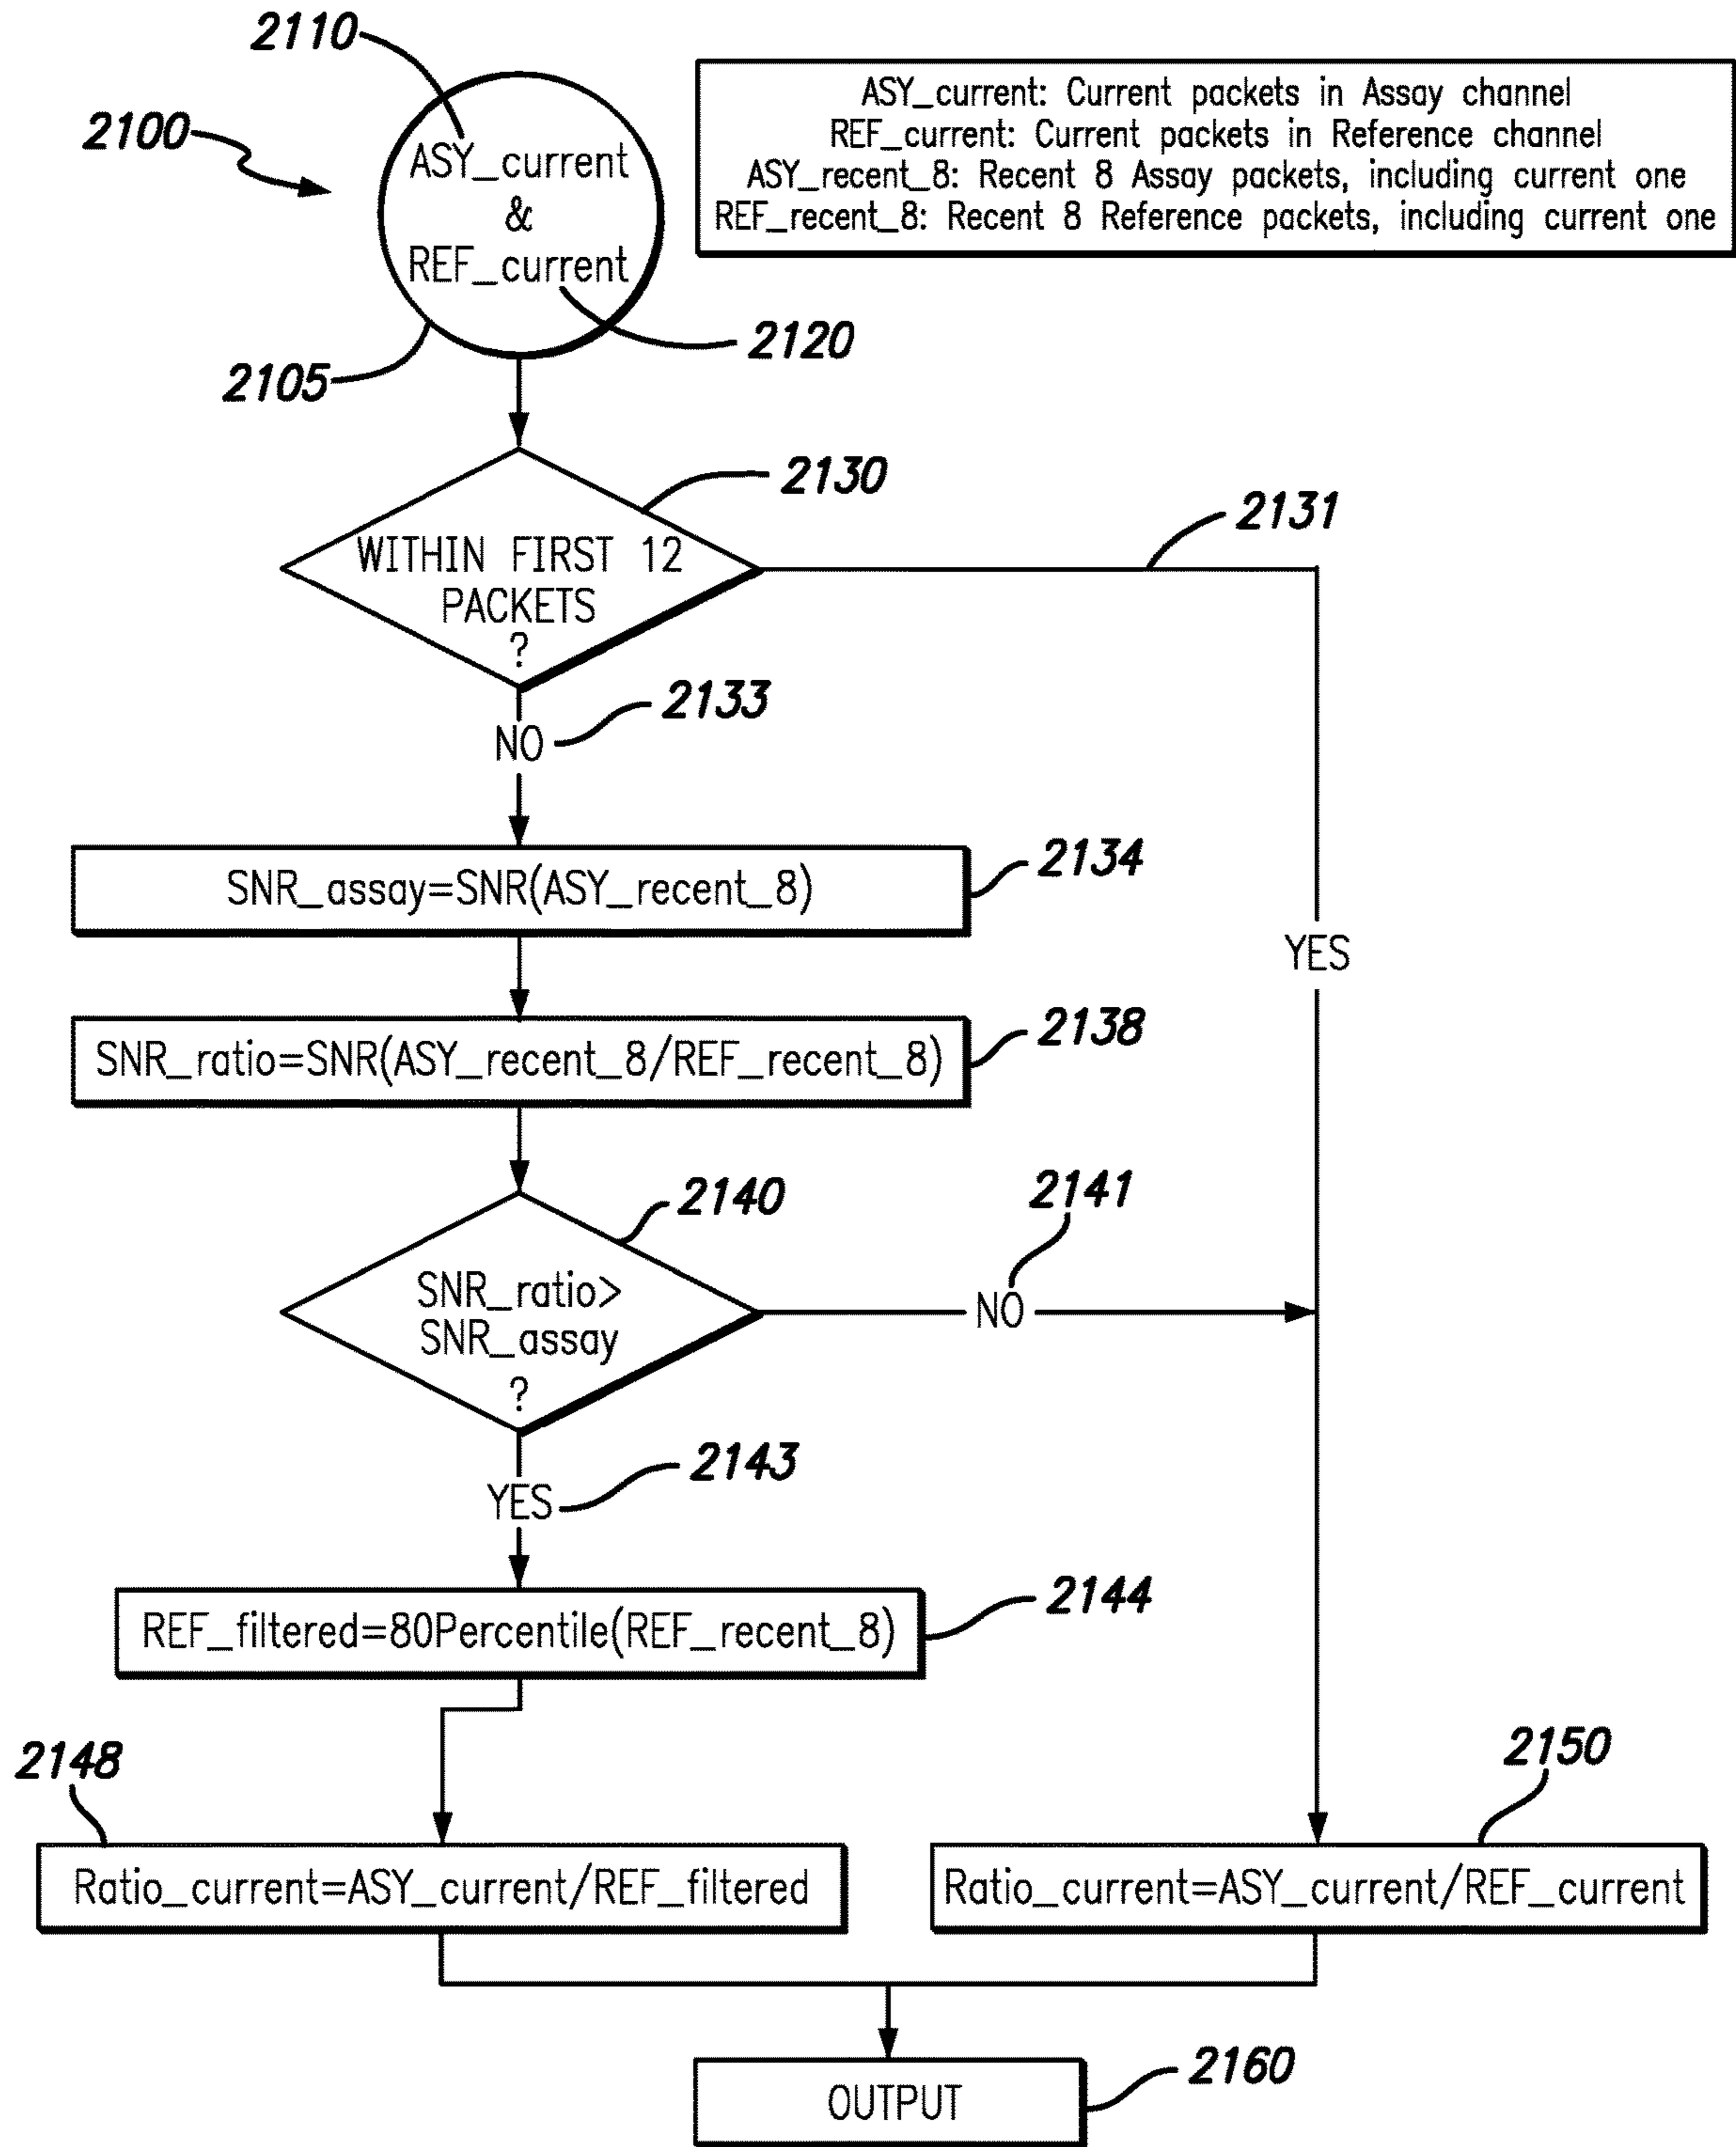 2110
2100
ASY_current
&
REF_current
2120
2105
ASY_current: Current packets in Assay channel
REF_current: Current packets in Reference channel
ASY_recent_8: Recent 8 Assay packets, including current one
REF_recent_8: Recent 8 Reference packets, including current one
2130
2131
WITHIN FIRST 12
PACKETS
?
2133
NO
2134
SNR_assay=SNR(ASY_recent_8)
YES
2138
SNR_ratio=SNR(ASY_recent_8/REF_recent_8)
2140
2141
SNR_ratio>
SNR_assay
?
NO
2143
YES
2144
REF_filtered=80Percentile(REF_recent_8)
2148
2150
Ratio_current=ASY_current/REF_filtered
Ratio_current=ASY_current/REF_current
2160
OUTPUT